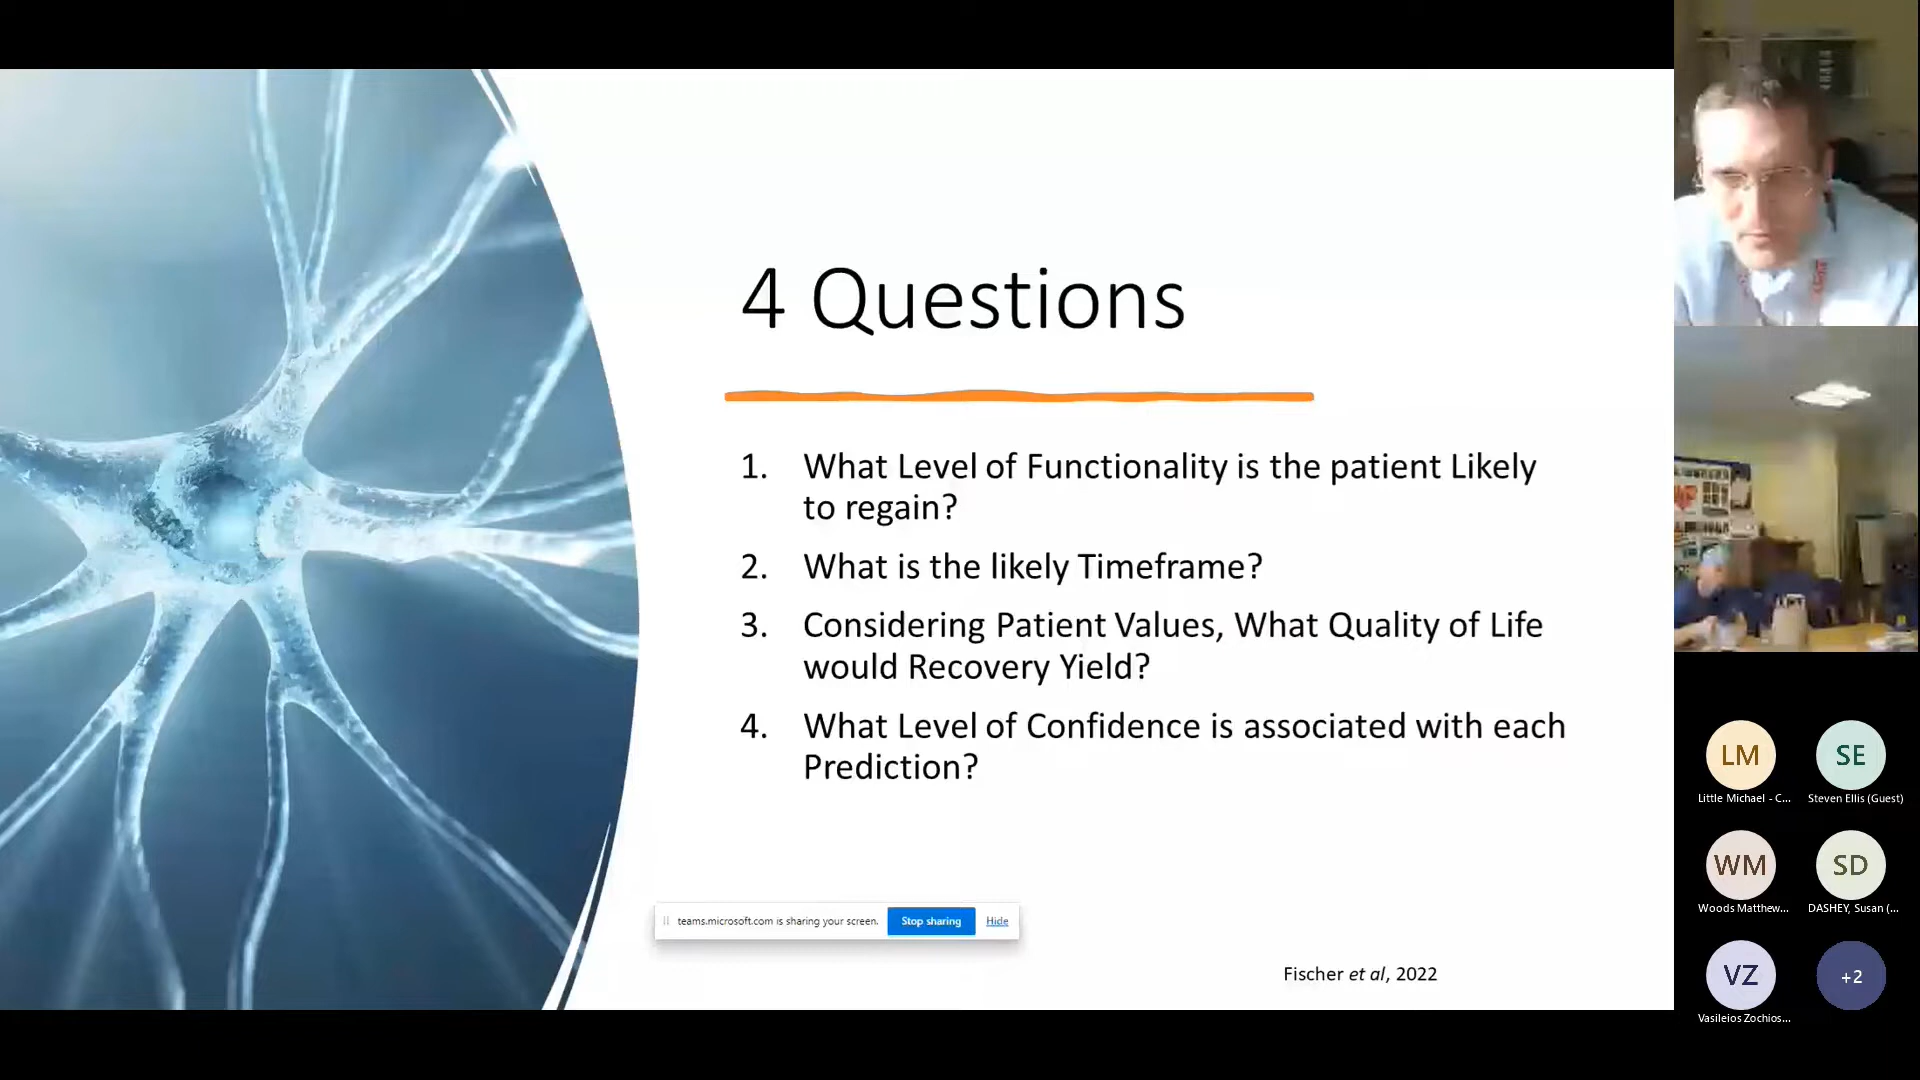 4 Questions
1. What Level of Functionality is the patient Likely
to regain?
2. What is the likely Timeframe?
3. Considering Patient Values, What Quality of Life
would Recovery Yield?
4. What Level of Confidence is associated with each
Prediction?
teams.microsoft.com is sharing your screen. Stop sharing Hide
Fischer et al, 2022
LM SE
Little Michael - C... Steven Ellis (Guest)
WM SD
Woods Matthew... DASHEY, Susan (...
VZ +2
Vasileios Zochios...